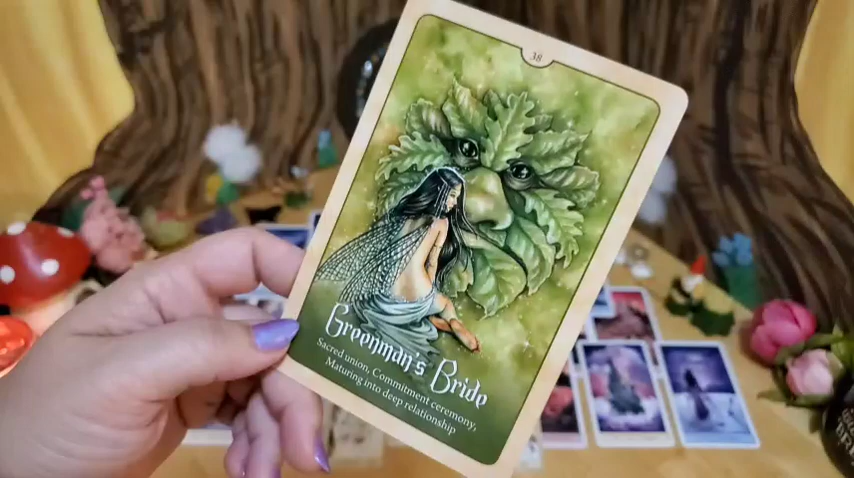 38
Greenman's Bride
Sacred union, Commitment ceremony,
Maturing into deep relationship